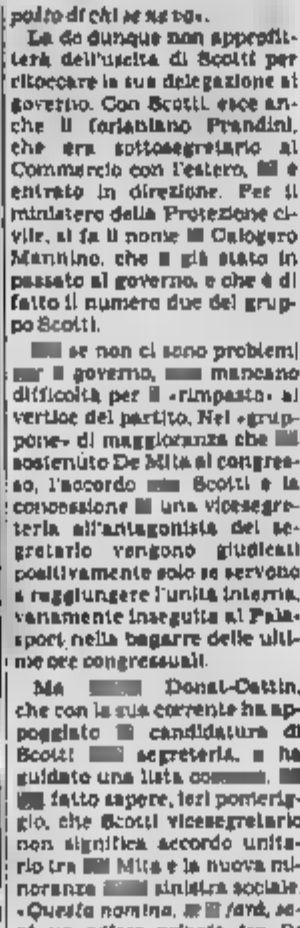 posito di chi se ne va».
La dc dunque non approfit-
terà dell'uscita di Scotti per
ritoccare la sua delegazione al
governo. Con Scotti, esce an-
che il forlaniano Prandini,
che era sottosegretario al
Commercio con l'estero, è
entrato in direzione. Per il
ministero della Protezione ci-
vile, si fa il nome Calogero
Mannino, che è già stato in
passato al governo, e che è di
fatto il numero due del grup-
po Scotti.
se non ci sono problemi
governo, mancano
difficoltà per il «rimpasto» al
vertice del partito. Nel «grup-
pone» di maggioranza che
sostenuto De Mita al congres-
so, l'accordo Scotti e la
concessione una vicesegre-
teria all'antagonista del se-
gretario vengono giudicati
positivamente solo se servono
a raggiungere l'unità interna,
vanamente inseguita al Pala-
sport, nella bagarre delle ulti-
me ore congressuali.
Ma Donat-Cattin,
che con la sua corrente ha ap-
poggiato candidatura di
Scotti segreteria, e ha
guidato una lista
fatto sapere, ieri pomerig-
gio, che Scotti vicesegretario
non significa accordo unita-
rio tra Mita e la nuova mi-
noranza sinistra sociale.
«Questa nomina, se farà,